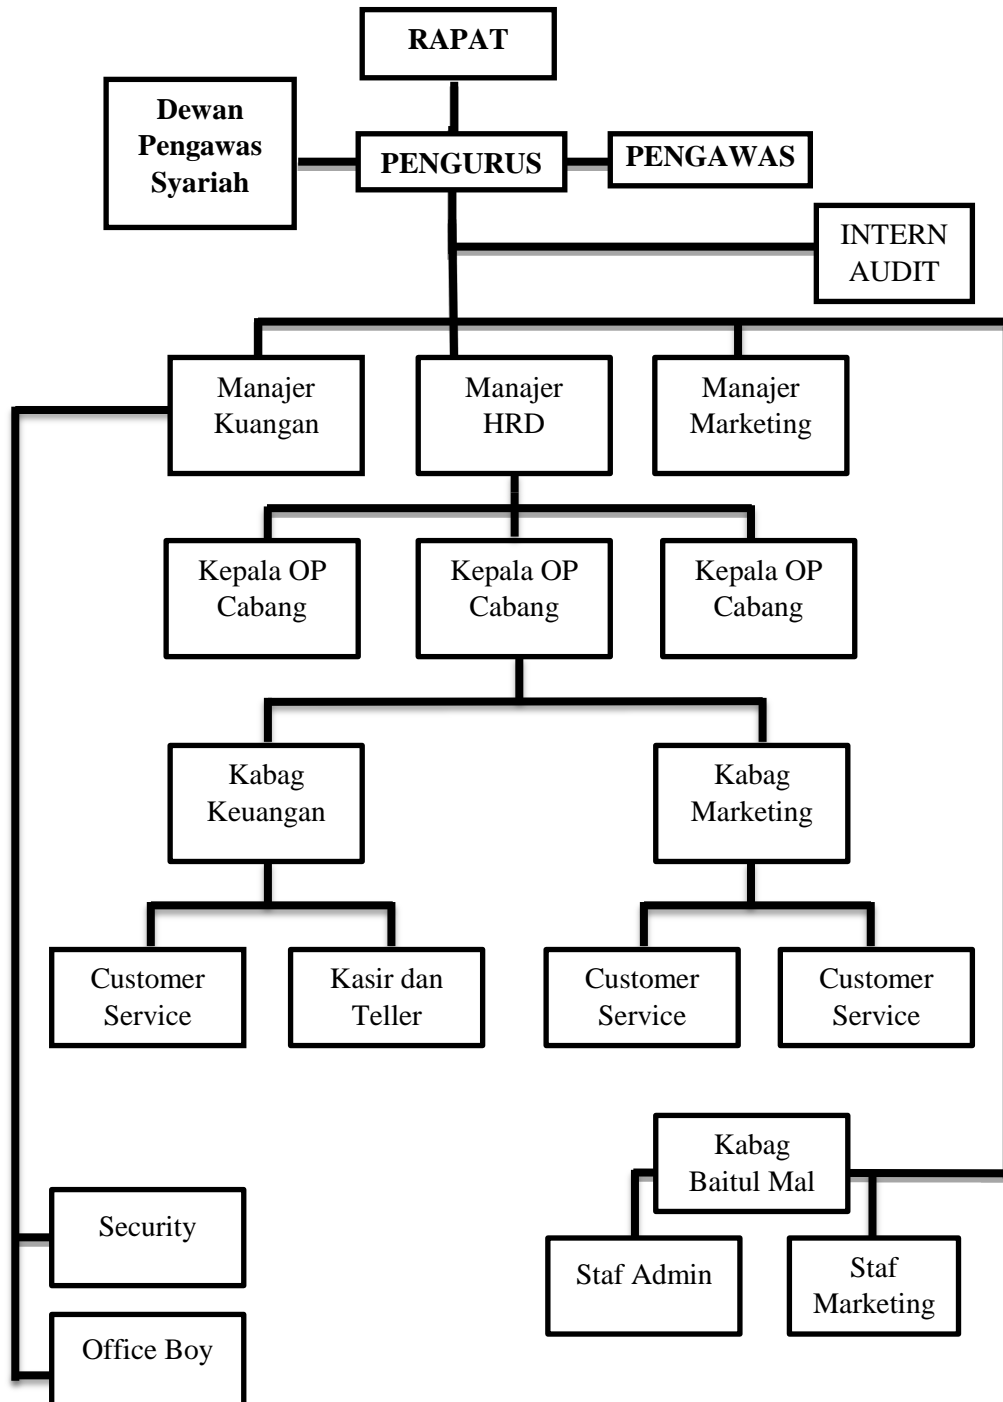 RAPAT
Dewan
Pengawas
Syariah
PENGURUS
PENGAWAS
INTERN
AUDIT
Manajer
Kuangan
Manajer
HRD
Manajer
Marketing
Kepala OP
Cabang
Kepala OP
Cabang
Kepala OP
Cabang
Kabag
Keuangan
Kabag
Marketing
Customer
Service
Kasir dan
Teller
Customer
Service
Customer
Service
Kabag
Baitul Mal
Security
Staf Admin
Staf
Marketing
Office Boy